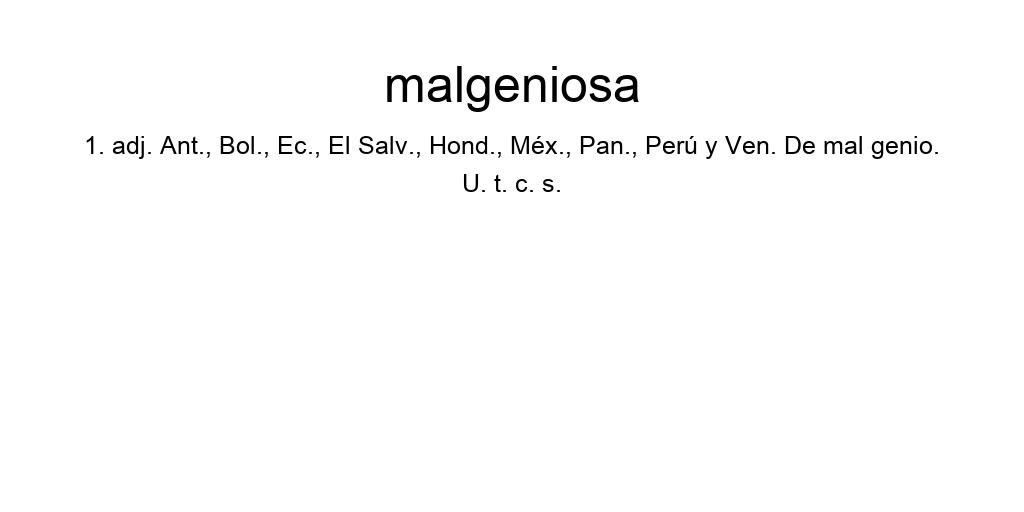 malgeniosa
1. adj. Ant., Bol., Ec., El Salv., Hond., Méx., Pan., Perú y Ven. De mal genio.
U. t. c. s.